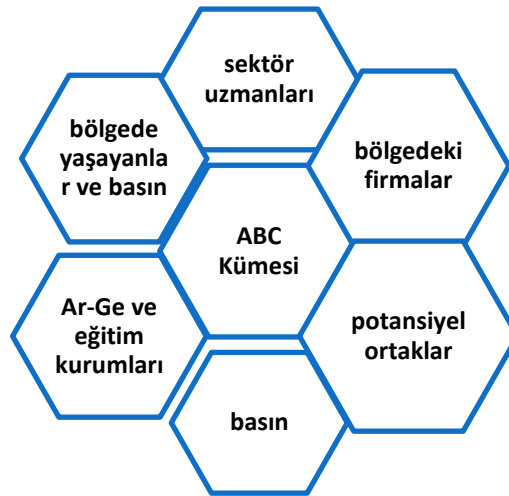 sektör
uzmanları
bölgede
yaşayanla
r ve basın
bölgedeki
firmalar
ABC
Kümesi
Ar-Ge ve
eğitim
kurumları
potansiyel
ortaklar
basın